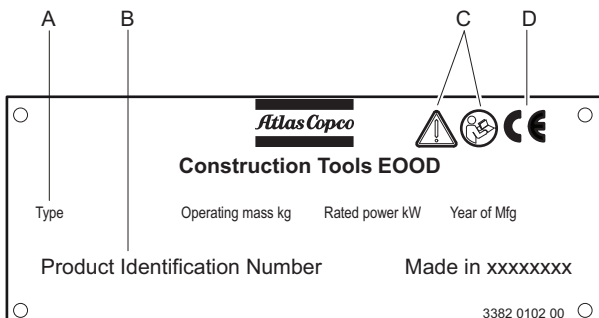 A B C D
Atlas Copco
CE
Construction Tools EOOD
Type Operating mass kg Rated power kW Year of Mfg
Product Identification Number Made in xxxxxxxx
3382 0102 00